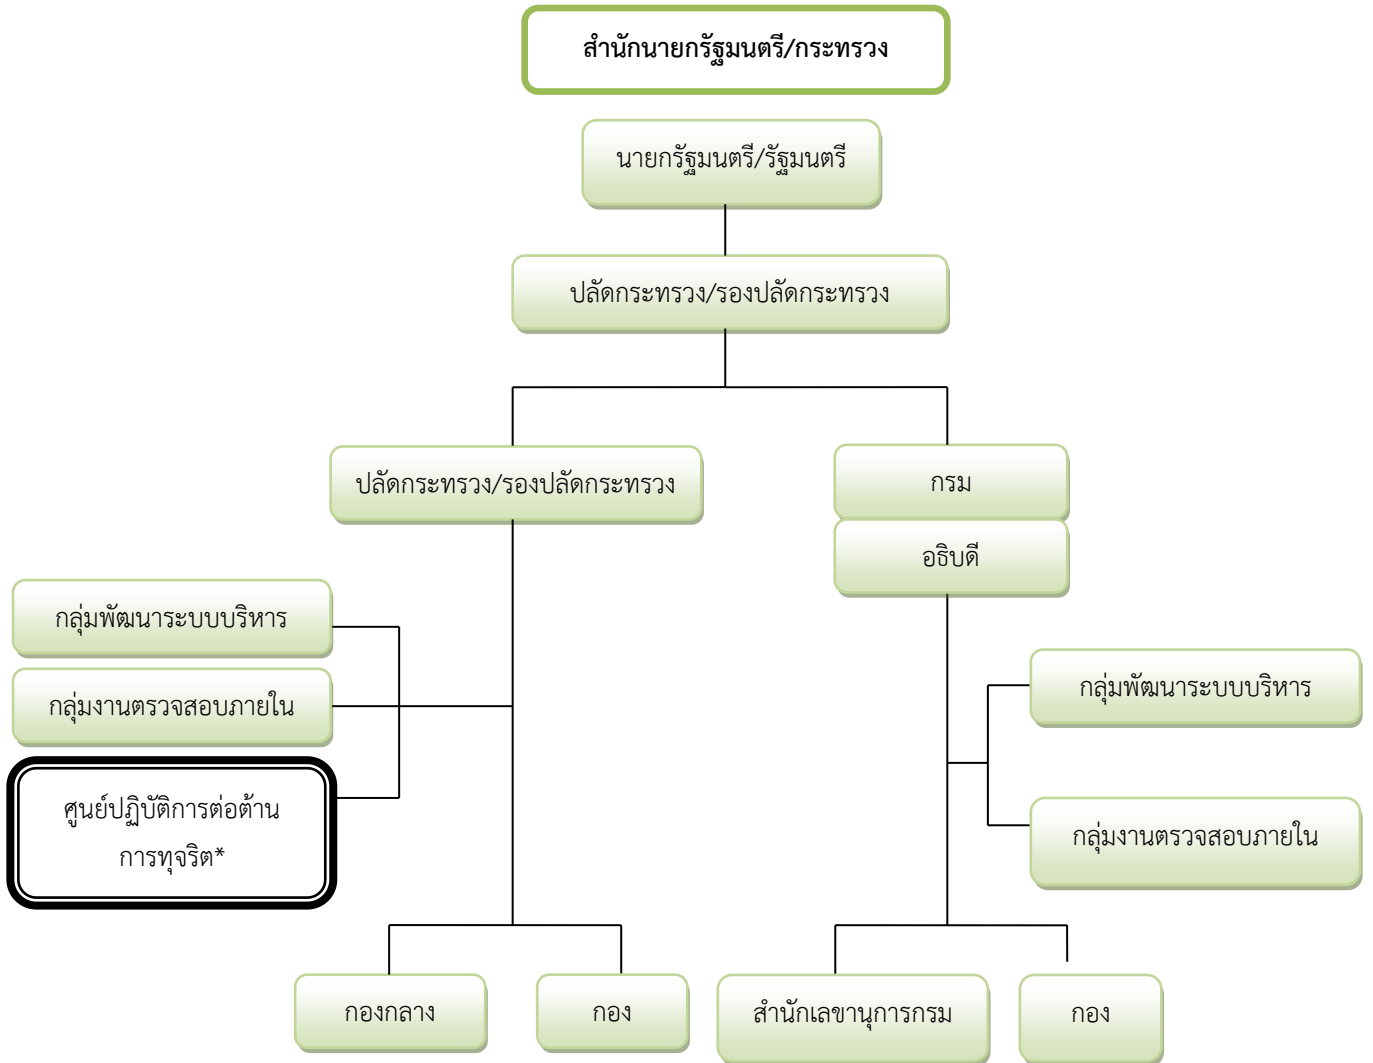 สำนักนายกรัฐมนตรี/กระทรวง
นายกรัฐมนตรี/รัฐมนตรี
ปลัดกระทรวง/รองปลัดกระทรวง
ปลัดกระทรวง/รองปลัดกระทรวง
กรม
อธิบดี
กลุ่มพัฒนาระบบบริหาร
กลุ่มงานตรวจสอบภายใน
ศูนย์ปฏิบัติการต่อต้าน
การทุจริต*
กลุ่มพัฒนาระบบบริหาร
กลุ่มงานตรวจสอบภายใน
กองกลาง
กอง
สำนักเลขานุการกรม
กอง